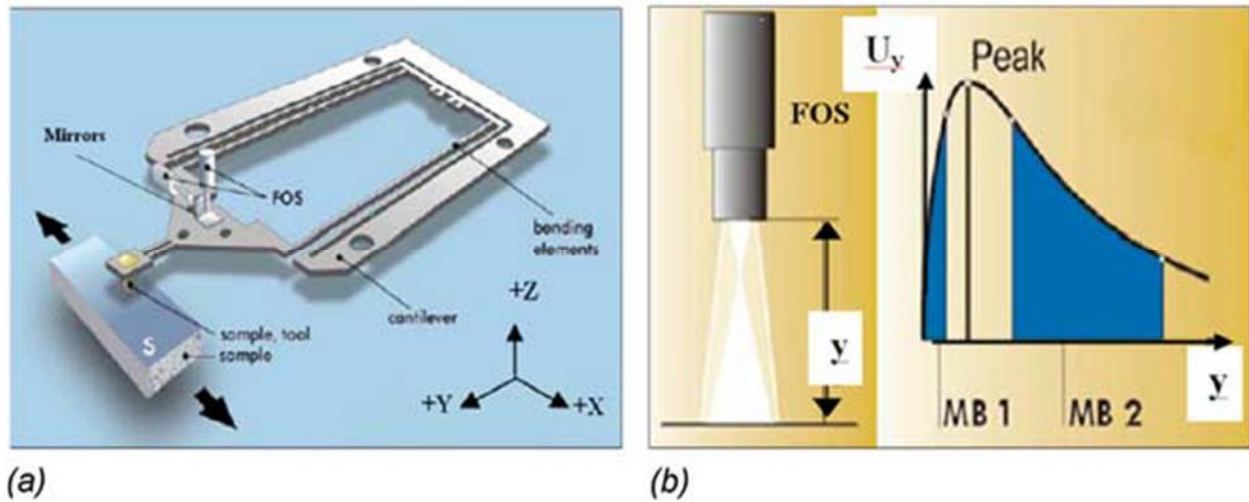 Mirrors
FOS
bending
elements
cantilever
sample, tool
sample
S
+Z
+Y
+X
(a)
FOS
y
Uy
Peak
y
MB 1
MB 2
(b)